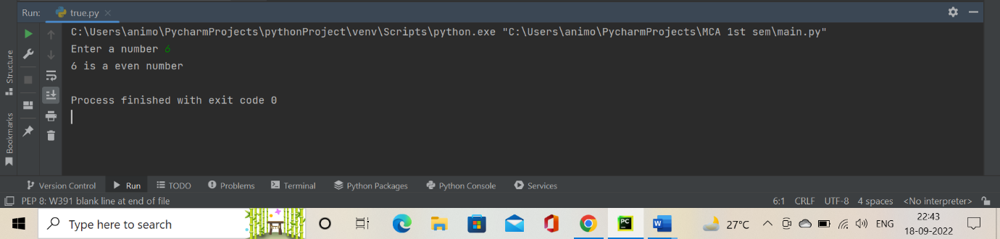 Run: true.py
C:\Users\animo\PycharmProjects\pythonProject\venv\Scripts\python.exe "C:\Users\animo\PycharmProjects\MCA 1st sem\main.py"
Enter a number 6
6 is a even number
Process finished with exit code 0
Structure
Bookmarks
Version Control Run TODO Problems Terminal Python Packages Python Console Services
PEP 8: W391 blank line at end of file 6:1 CRLF UTF-8 4 spaces <No interpreter>
Type here to search 27°C ENG 22:43
18-09-2022